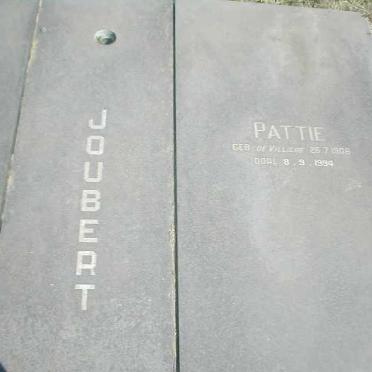 JOUBERT
PATTIE
GEB. DE VILLIERS 26.7.1908
OORL. 8.9.1994